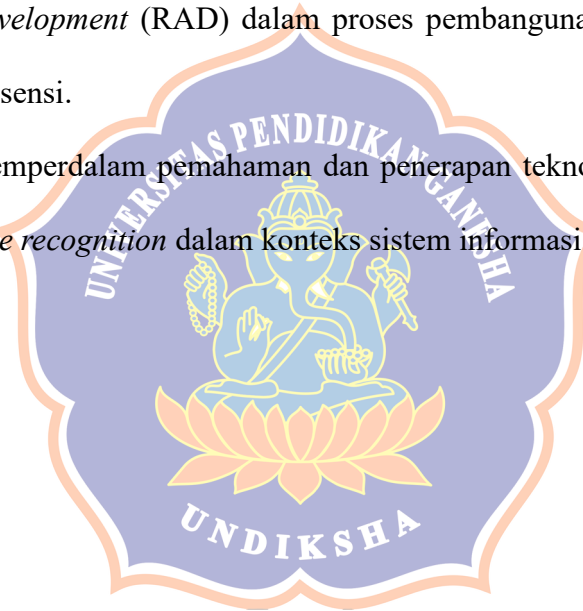 velopment (RAD) dalam proses pembanguna
sensi.
emperdalam pemahaman dan penerapan tekno
e recognition dalam konteks sistem informasi
UNIVERSITAS PENDIDIKAN GANESHA
UNDIKSHA